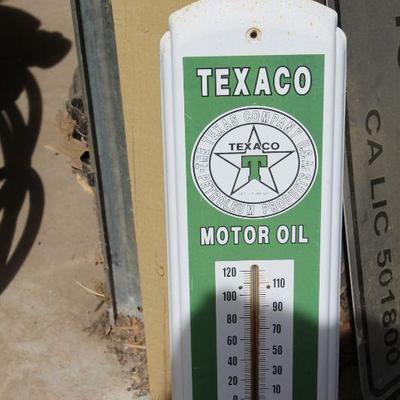 TEXACO
THE TEXAS COMPANY U.S.A.
TEXACO
T
PETROLEUM PRODUCTS
MOTOR OIL
120
110
100
90
80
70
60
50
40
30
20
10
0
CA LIC 501800